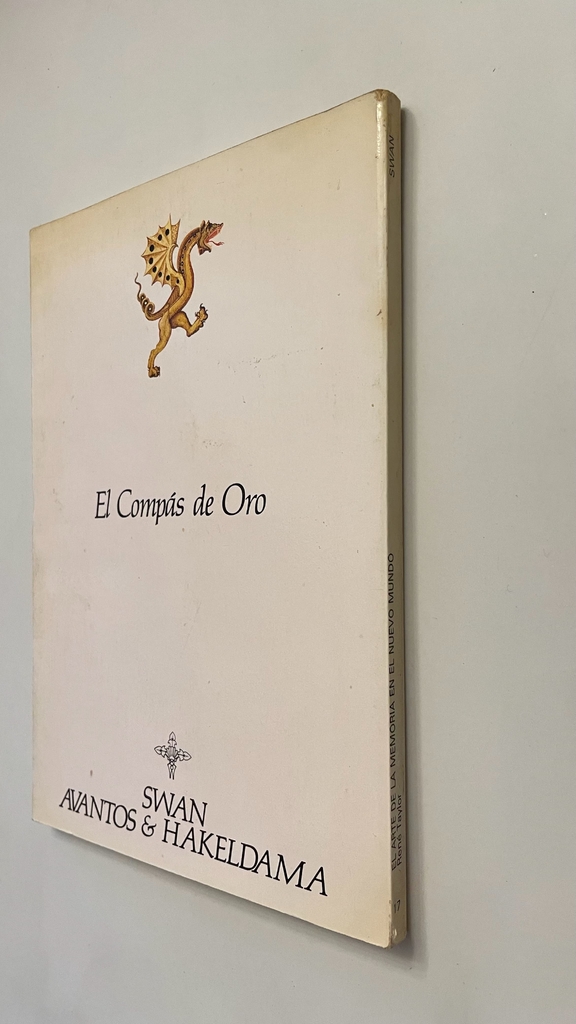 El Compás de Oro
SWAN
AVANTOS & HAKELDAMA
SWAN
EL ARTE DE LA MEMORIA EN EL NUEVO MUNDO
René Taylor
17